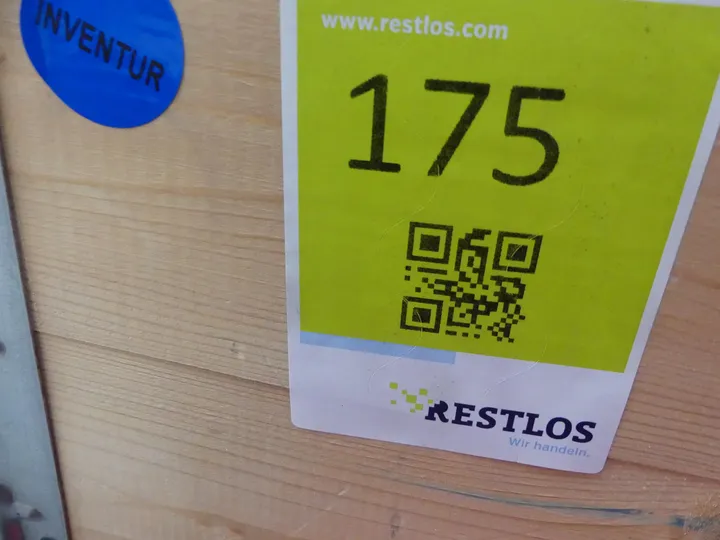 INVENTUR
www.restlos.com
175
RESTLOS
Wir handeln.